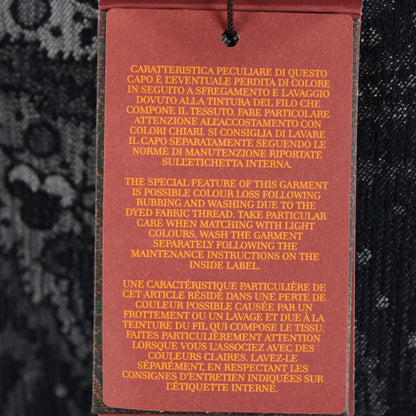 CARATTERISTICA PECULIARE DI QUESTO
CAPO È L'EVENTUALE PERDITA DI COLORE
IN SEGUITO A SFREGAMENTO E LAVAGGIO
DOVUTO ALLA TINTURA DEL FILO CHE
COMPONE IL TESSUTO. FARE PARTICOLARE
ATTENZIONE ALL'ACCOSTAMENTO CON
COLORI CHIARI. SI CONSIGLIA DI LAVARE
IL CAPO SEPARATAMENTE SEGUENDO LE
NORME DI MANUTENZIONE RIPORTATE
SULL'ETICHETTA INTERNA.
THE SPECIAL FEATURE OF THIS GARMENT
IS POSSIBLE COLOUR LOSS FOLLOWING
RUBBING AND WASHING DUE TO THE
DYED FABRIC THREAD. TAKE PARTICULAR
CARE WHEN MATCHING WITH LIGHT
COLOURS. WASH THE GARMENT
SEPARATELY FOLLOWING THE
MAINTENANCE INSTRUCTIONS ON THE
INSIDE LABEL.
UNE CARACTÉRISTIQUE PARTICULIÈRE DE
CET ARTICLE RÉSIDE DANS UNE PERTE DE
COULEUR POSSIBLE CAUSÉE PAR UN
FROTTEMENT OU UN LAVAGE ET DUE À LA
TEINTURE DU FIL QUI COMPOSE LE TISSU.
FAITES PARTICULIÈREMENT ATTENTION
LORSQUE VOUS L'ASSOCIEZ AVEC DES
COULEURS CLAIRES. LAVEZ-LE
SÉPARÉMENT, EN RESPECTANT LES
CONSIGNES D'ENTRETIEN INDIQUÉES SUR
L'ÉTIQUETTE INTERNE.